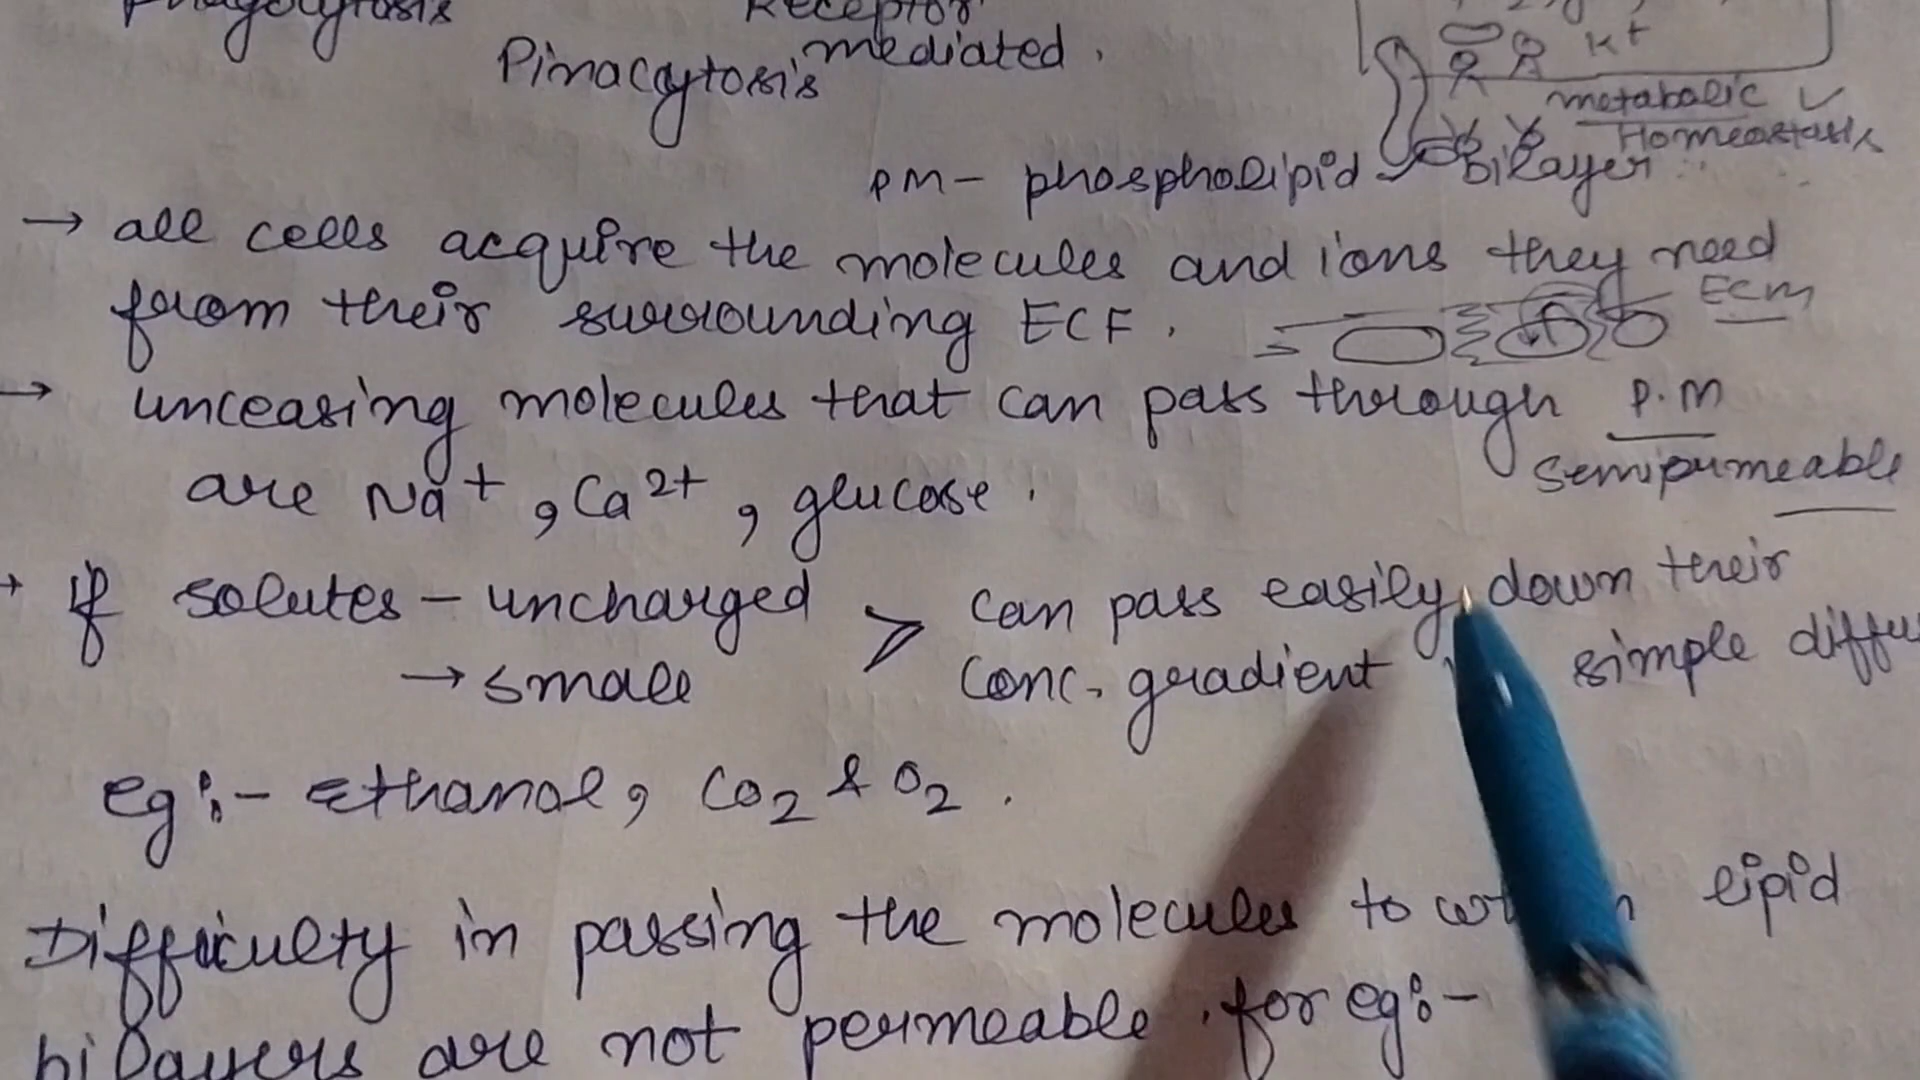 Phagocytosis Receptor
Pinacytosis mediated.
K+
metabolic
Homeostasis
PM - phospholipid bilayer
→ all cells acquire the molecules and ions they need
from their surrounding ECF.
ECM
→ unceasing molecules that can pass through P.M
are Na+, Ca2+, glucose.
semipermeable
→ If solutes - uncharged > can pass easily down their
→ small conc. gradient simple diffu
eg:- Ethanol, CO2 & O2.
Difficulty in passing the molecules to lipid
bilayers are not permeable. for eg:-